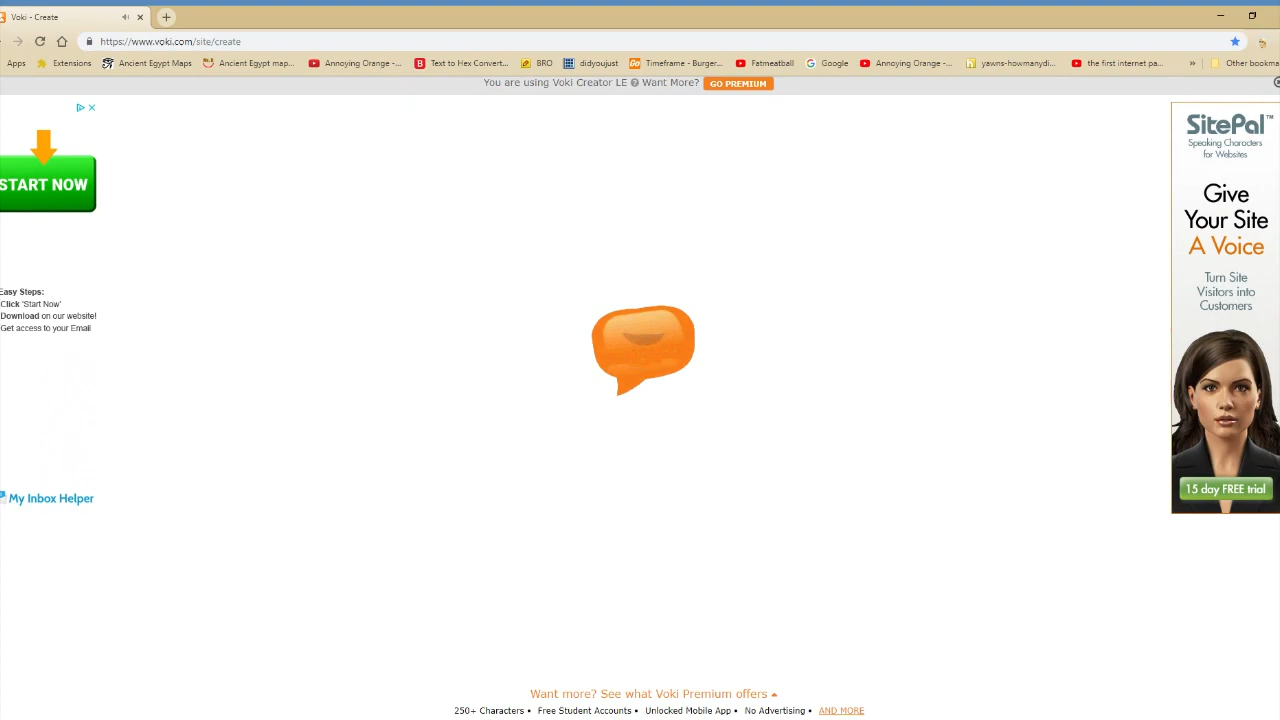 Voki - Create
https://www.voki.com/site/create
Apps Extensions Ancient Egypt Maps Ancient Egypt map... Annoying Orange -... Text to Hex Convert... BRO didyoujust Timeframe - Burger... Fatmeatball Google Annoying Orange -... yawns-howmanydi... the first internet pa... » Other bookma
You are using Voki Creator LE ? Want More? GO PREMIUM
START NOW
Easy Steps:
Click 'Start Now'
Download on our website!
Get access to your Email
My Inbox Helper
SitePal™
Speaking Characters
for Websites
Give
Your Site
A Voice
Turn Site
Visitors into
Customers
15 day FREE trial
Want more? See what Voki Premium offers
250+ Characters • Free Student Accounts • Unlocked Mobile App • No Advertising • AND MORE